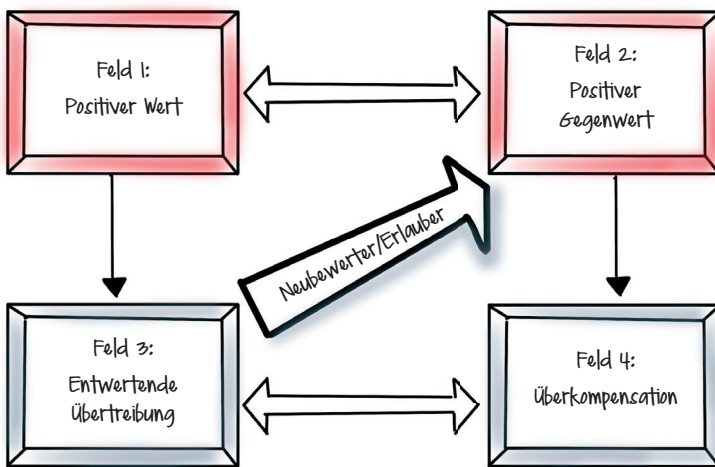 Feld 1:
Positiver Wert
Feld 2:
Positiver
Gegenwert
Neubewerter/Erlauber
Feld 3:
Entwertende
Übertreibung
Feld 4:
Überkompensation